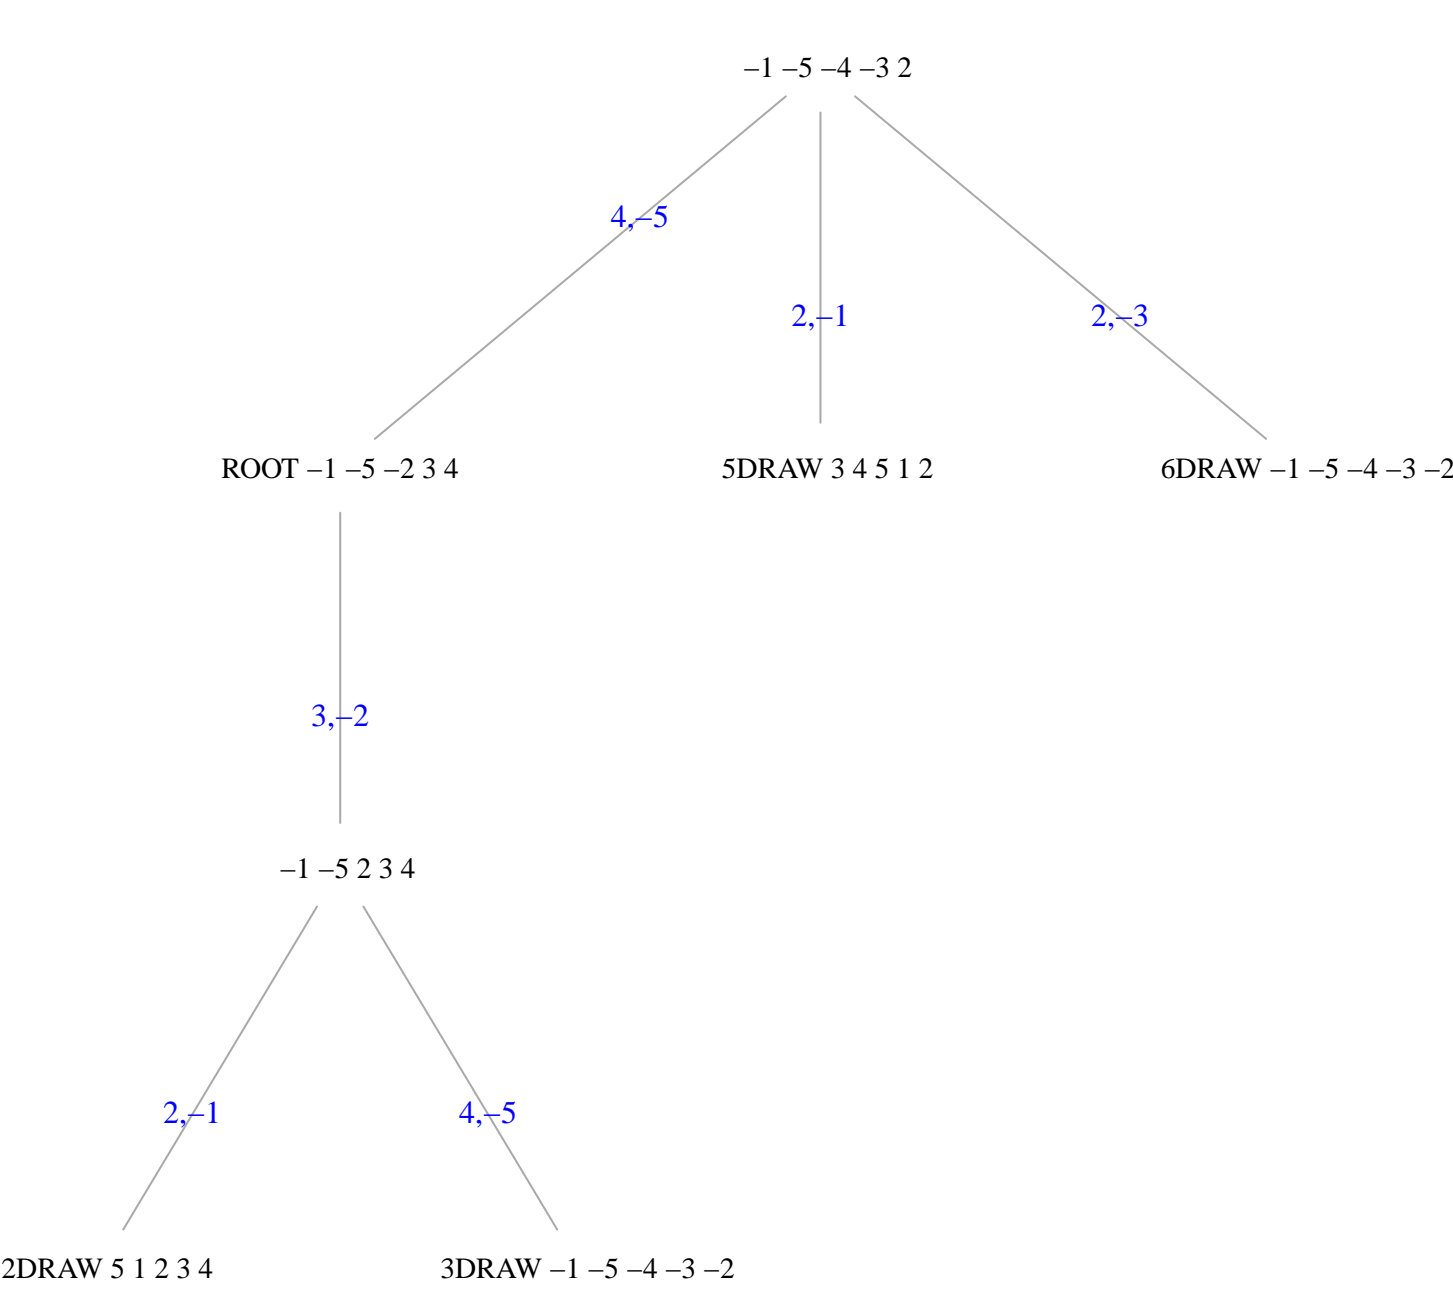 –1 –5 –4 –3 2
4,–5
2,–1
2,–3
ROOT –1 –5 –2 3 4
5DRAW 3 4 5 1 2
6DRAW –1 –5 –4 –3 –2
3,–2
–1 –5 2 3 4
2,–1
4,–5
2DRAW 5 1 2 3 4
3DRAW –1 –5 –4 –3 –2